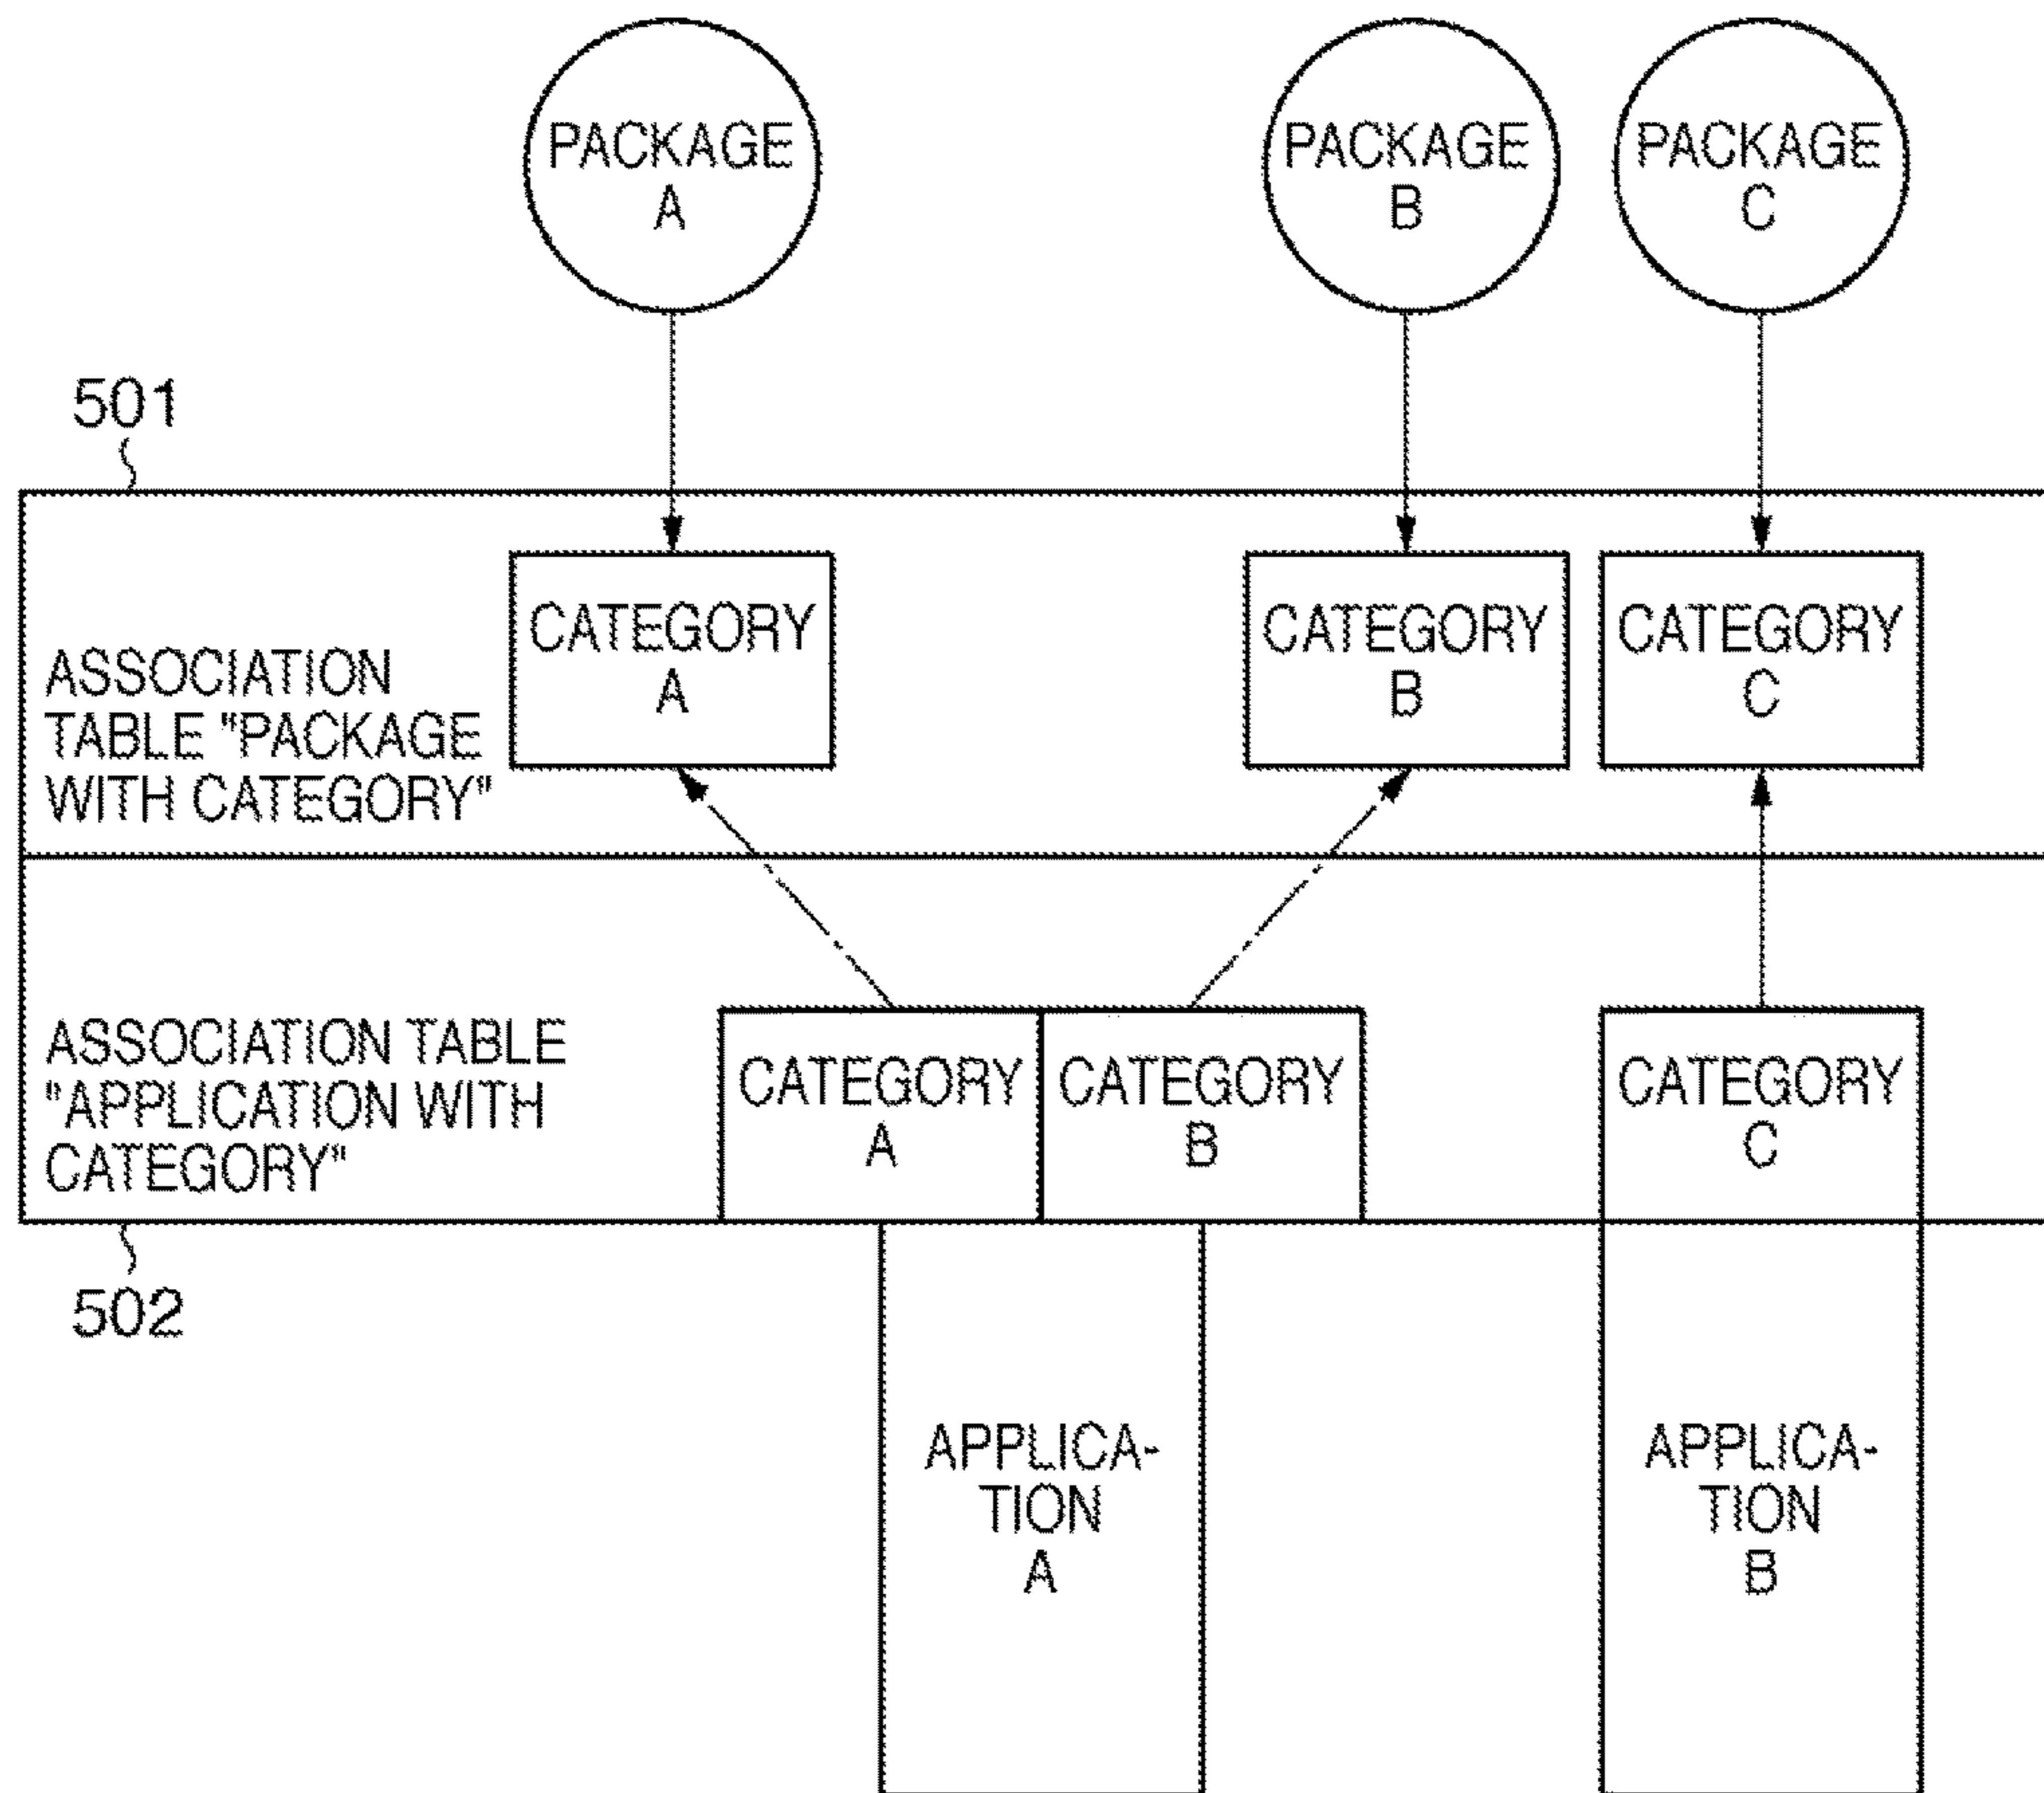 PACKAGE
A
PACKAGE
B
PACKAGE
C
501
CATEGORY
A
CATEGORY
B
CATEGORY
C
ASSOCIATION
TABLE "PACKAGE
WITH CATEGORY"
ASSOCIATION TABLE
"APPLICATION WITH
CATEGORY"
CATEGORY
A
CATEGORY
B
CATEGORY
C
502
APPLICA-
TION
A
APPLICA-
TION
B